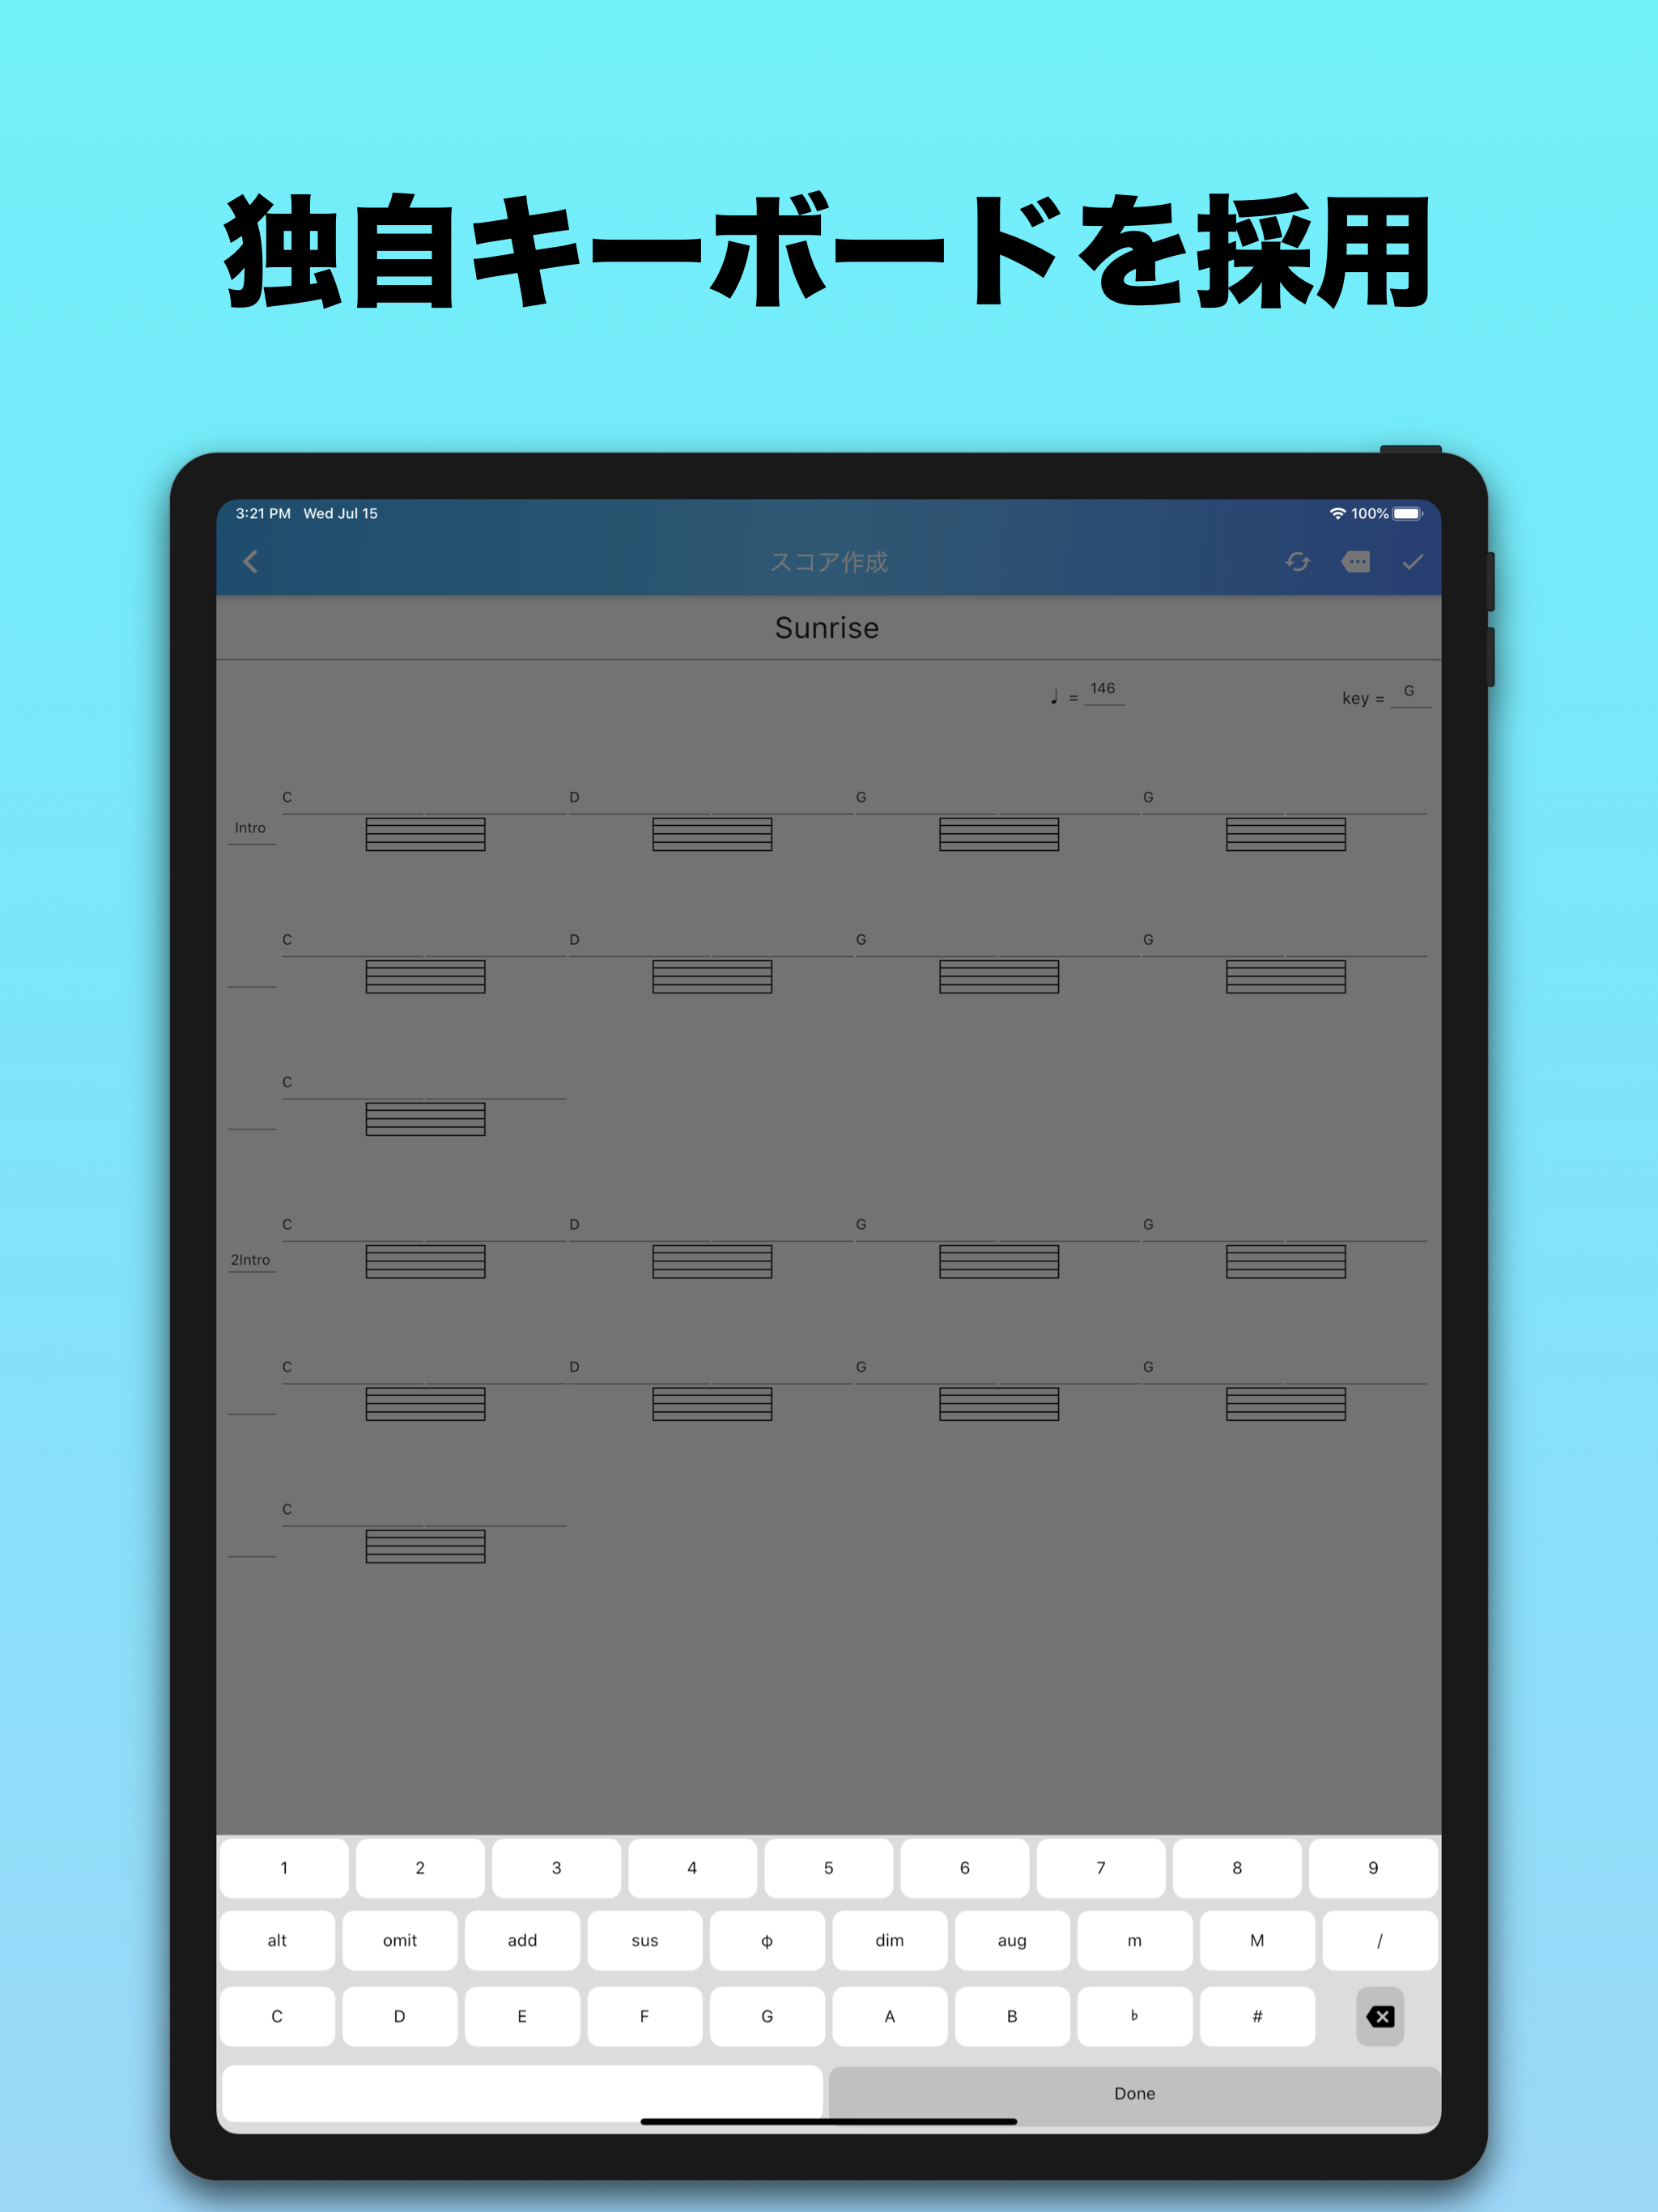 独自キーボードを採用
3:21 PM Wed Jul 15 100%
スコア作成
Sunrise
♩ = 146 key = G
C D G G
Intro
C D G G
C
C D G G
2Intro
C D G G
C
1 2 3 4 5 6 7 8 9
alt omit add sus φ dim aug m M /
C D E F G A B ♭ #
Done